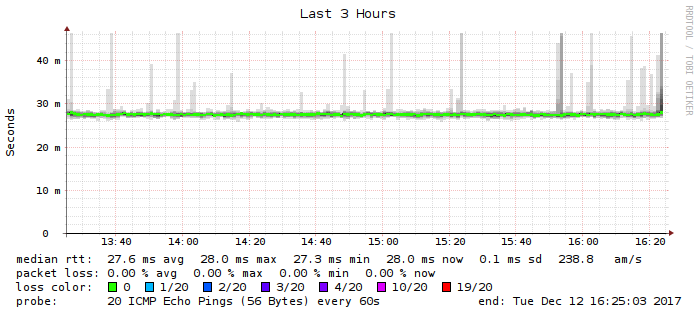 Last 3 Hours
RRDTOOL / TOBI OETIKER
Seconds
40 m
30 m
20 m
10 m
0
13:40 14:00 14:20 14:40 15:00 15:20 15:40 16:00 16:20
median rtt: 27.6 ms avg 28.0 ms max 27.3 ms min 28.0 ms now 0.1 ms sd 238.8 am/s
packet loss: 0.00 % avg 0.00 % max 0.00 % min 0.00 % now
loss color: 0 1/20 2/20 3/20 4/20 10/20 19/20
probe: 20 ICMP Echo Pings (56 Bytes) every 60s end: Tue Dec 12 16:25:03 2017